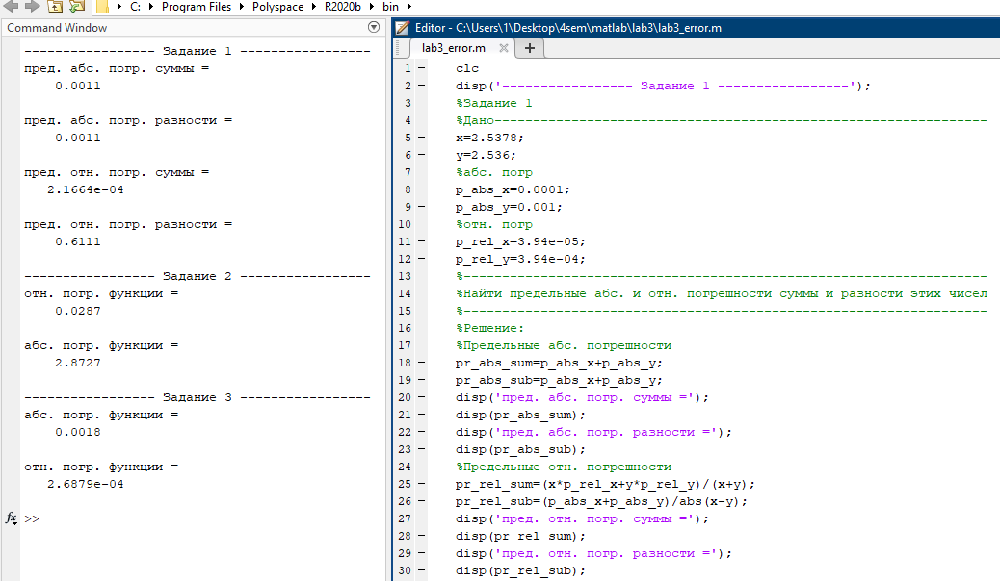 C: Program Files Polyspace R2020b bin
Command Window
----------------- Задание 1 -----------------
пред. абс. погр. суммы =
0.0011
пред. абс. погр. разности =
0.0011
пред. отн. погр. суммы =
2.1664e-04
пред. отн. погр. разности =
0.6111
----------------- Задание 2 -----------------
отн. погр. функции =
0.0287
абс. погр. функции =
2.8727
----------------- Задание 3 -----------------
абс. погр. функции =
0.0018
отн. погр. функции =
2.6879e-04
fx >>
Editor - C:\Users\1\Desktop\4sem\matlab\lab3\lab3_error.m
lab3_error.m
1 clc
2 disp('----------------- Задание 1 -----------------');
3 %Задание 1
4 %Дано----------------------------------------------------------------
5 x=2.5378;
6 y=2.536;
7 %абс. погр
8 p_abs_x=0.0001;
9 p_abs_y=0.001;
10 %отн. погр
11 p_rel_x=3.94e-05;
12 p_rel_y=3.94e-04;
13 %--------------------------------------------------------------------
14 %Найти предельные абс. и отн. погрешности суммы и разности этих чисел
15 %--------------------------------------------------------------------
16 %Решение:
17 %Предельные абс. погрешности
18 pr_abs_sum=p_abs_x+p_abs_y;
19 pr_abs_sub=p_abs_x+p_abs_y;
20 disp('пред. абс. погр. суммы =');
21 disp(pr_abs_sum);
22 disp('пред. абс. погр. разности =');
23 disp(pr_abs_sub);
24 %Предельные отн. погрешности
25 pr_rel_sum=(x*p_rel_x+y*p_rel_y)/(x+y);
26 pr_rel_sub=(p_abs_x+p_abs_y)/abs(x-y);
27 disp('пред. отн. погр. суммы =');
28 disp(pr_rel_sum);
29 disp('пред. отн. погр. разности =');
30 disp(pr_rel_sub);